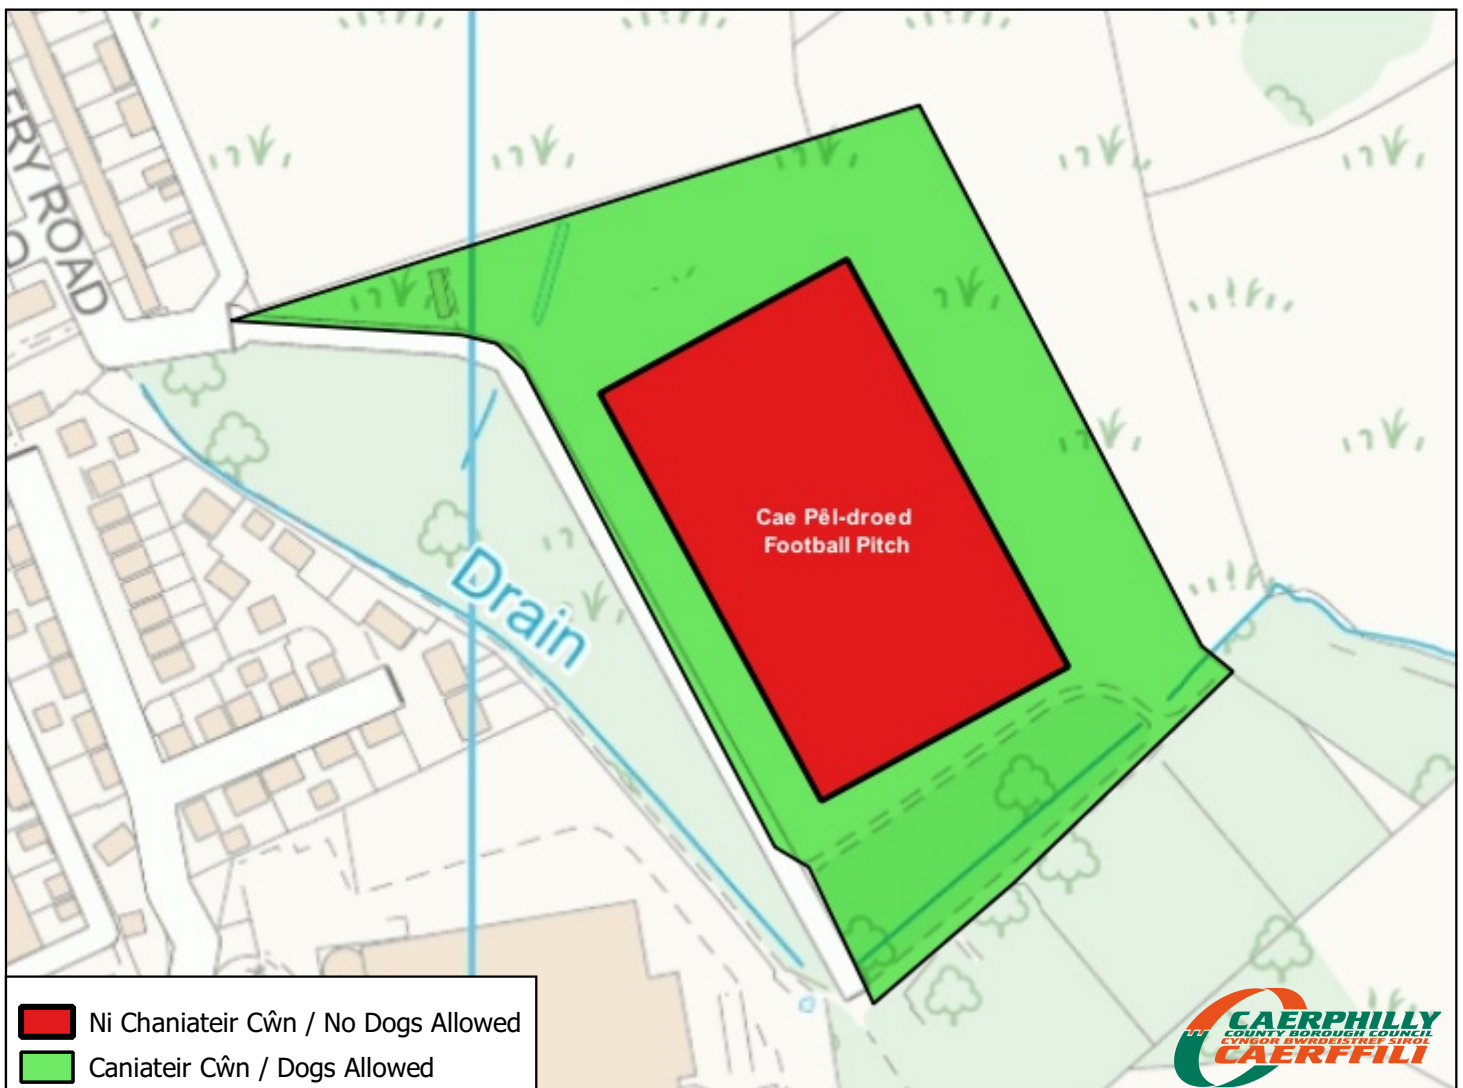 ERY ROAD
Drain
Cae Pêl-droed
Football Pitch
Ni Chaniateir Cŵn / No Dogs Allowed
Caniateir Cŵn / Dogs Allowed
CAERPHILLY
COUNTY BOROUGH COUNCIL
CYNGOR BWRDEISTREF SIROL
CAERFFILI